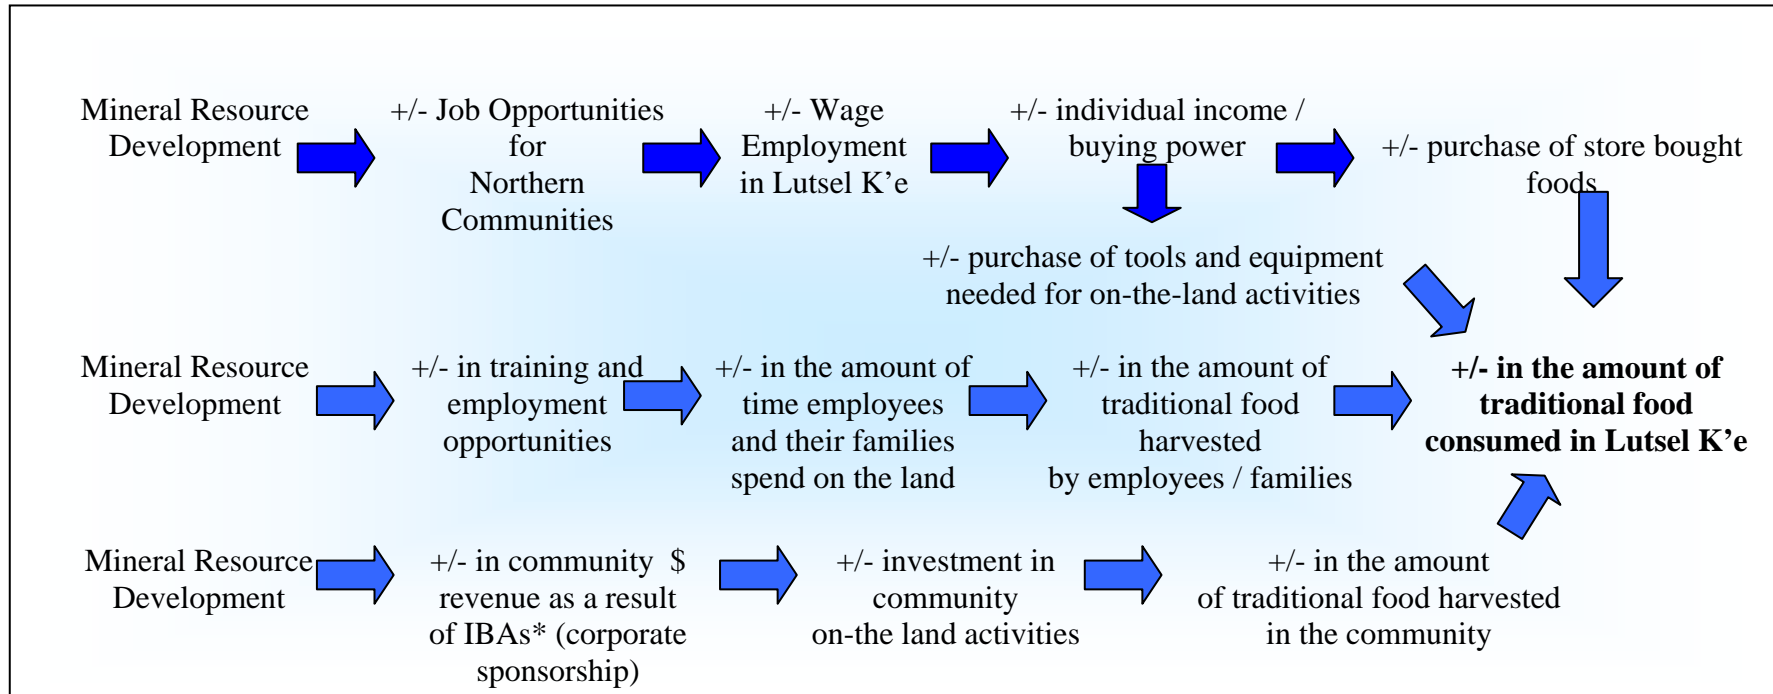 Mineral Resource
Development
+/- Job Opportunities
for
Northern
Communities
+/- Wage
Employment
in Lutsel K’e
+/- individual income /
buying power
+/- purchase of store bought
foods
+/- purchase of tools and equipment
needed for on-the-land activities
Mineral Resource
Development
+/- in training and
employment
opportunities
+/- in the amount of
time employees
and their families
spend on the land
+/- in the amount of
traditional food
harvested
by employees / families
+/- in the amount of
traditional food
consumed in Lutsel K’e
Mineral Resource
Development
+/- in community $
revenue as a result
of IBAs* (corporate
sponsorship)
+/- investment in
community
on-the land activities
+/- in the amount
of traditional food harvested
in the community